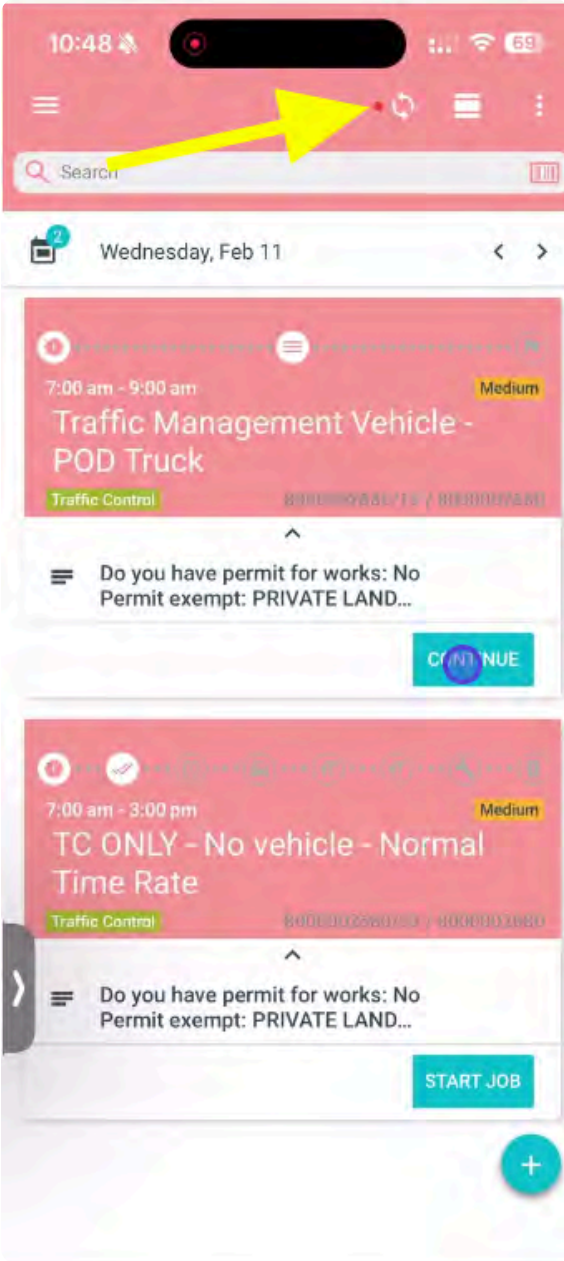 10:48
69
Search
2
Wednesday, Feb 11
7:00 am - 9:00 am
Medium
Traffic Management Vehicle -
POD Truck
Traffic Control
Do you have permit for works: No
Permit exempt: PRIVATE LAND...
CONTINUE
7:00 am - 3:00 pm
Medium
TC ONLY - No vehicle - Normal
Time Rate
Traffic Control
Do you have permit for works: No
Permit exempt: PRIVATE LAND...
START JOB